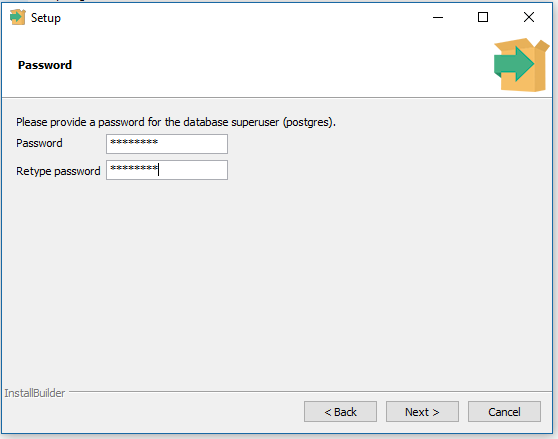 Setup
Password
Please provide a password for the database superuser (postgres).
Password ********
Retype password ********
InstallBuilder
< Back Next > Cancel